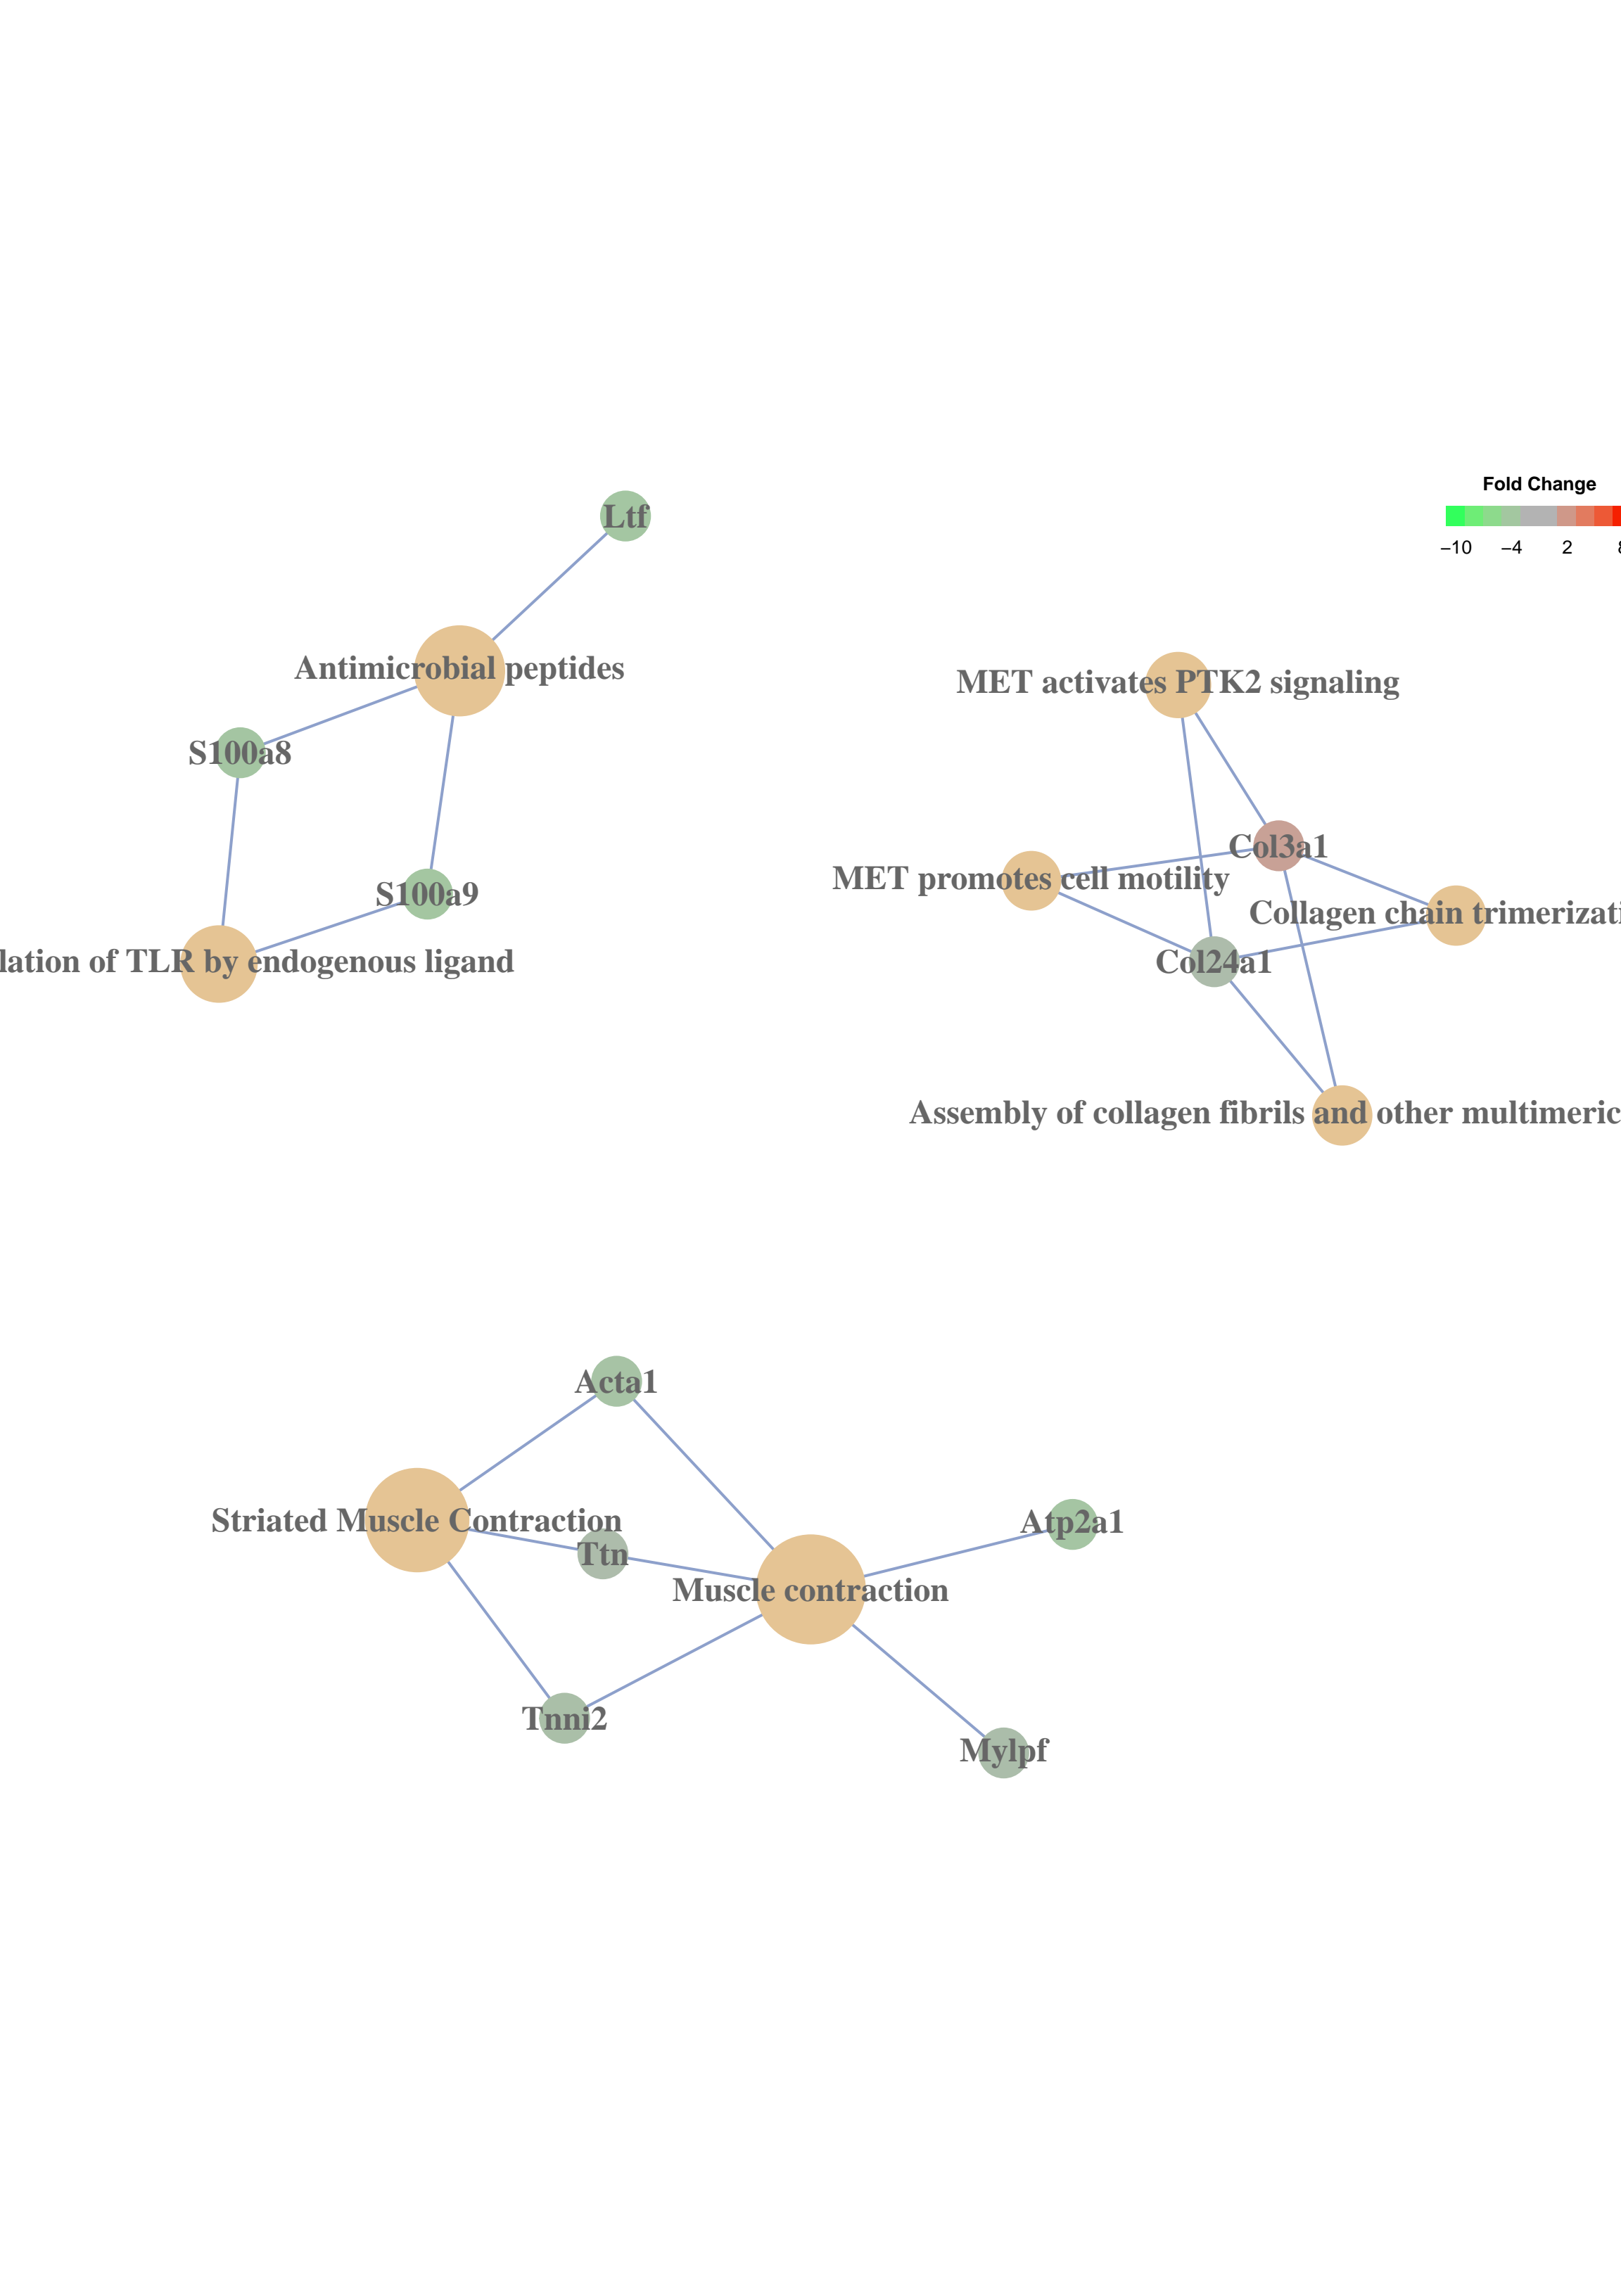 Fold Change
−10 −4 2
Ltf
Antimicrobial peptides
MET activates PTK2 signaling
S100a8
Col3a1
MET promotes cell motility
S100a9
Collagen chain
of TLR by endogenous ligand
Col24a1
Assembly of collagen fibrils and other multimeric
Acta1
Striated Muscle Contraction
Atp2a1
Ttn
Muscle contraction
Tnni2
Mylpf